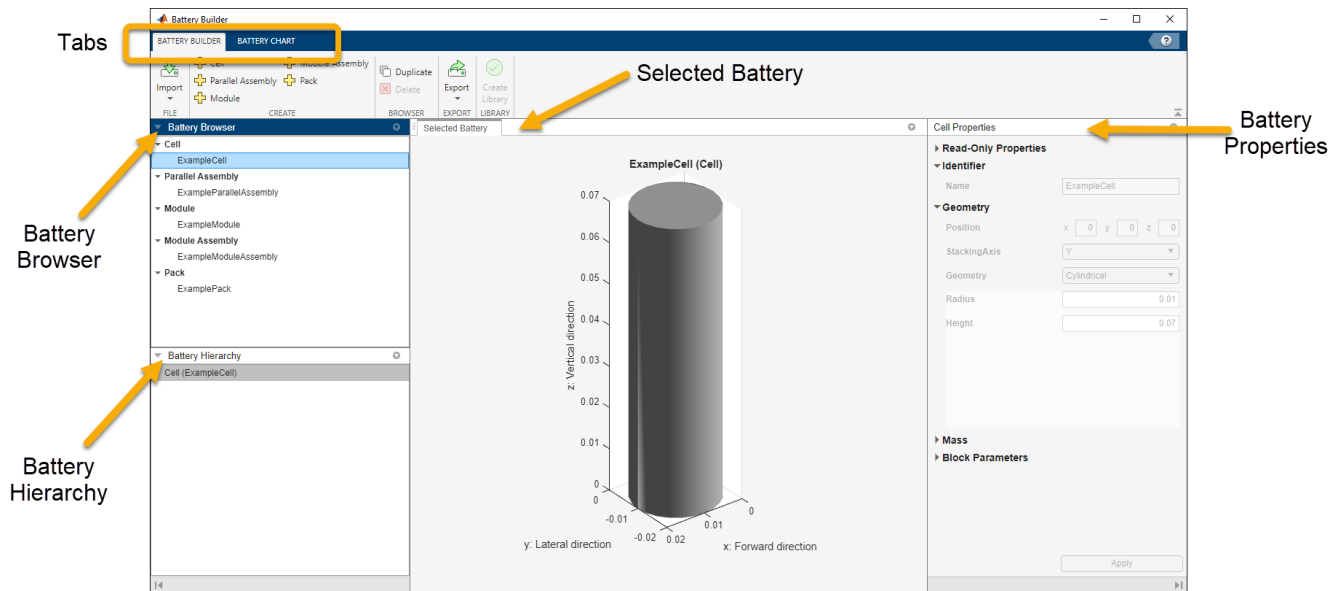 Battery Builder
Tabs
BATTERY BUILDER BATTERY CHART
?
Import
Cell
Module Assembly
Parallel Assembly
Pack
Module
Duplicate
Delete
Export
Create
Library
FILE CREATE BROWSER EXPORT LIBRARY
Selected Battery
Battery
Properties
Battery Browser
Cell
ExampleCell
Parallel Assembly
ExampleParallelAssembly
Module
ExampleModule
Module Assembly
ExampleModuleAssembly
Pack
ExamplePack
Battery
Browser
Battery Hierarchy
Cell (ExampleCell)
Battery
Hierarchy
Selected Battery
ExampleCell (Cell)
0.07
0.06
0.05
0.04
0.03
0.02
0.01
0
z: Vertical direction
0
-0.01
-0.02
y: Lateral direction
0.02
0.01
0
x: Forward direction
Cell Properties
Read-Only Properties
Identifier
Name ExampleCell
Geometry
Position x 0 y 0 z 0
StackingAxis Y
Geometry Cylindrical
Radius 0.01
Height 0.07
Mass
Block Parameters
Apply